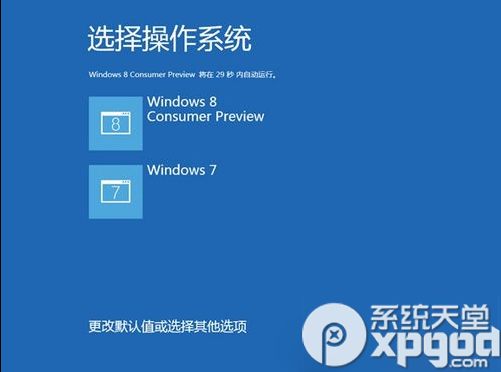 选择操作系统
Windows 8 Consumer Preview 将在 29 秒 内自动运行。
8
Windows 8
Consumer Preview
7
Windows 7
更改默认值或选择其他选项
系统天堂
xpgod.com